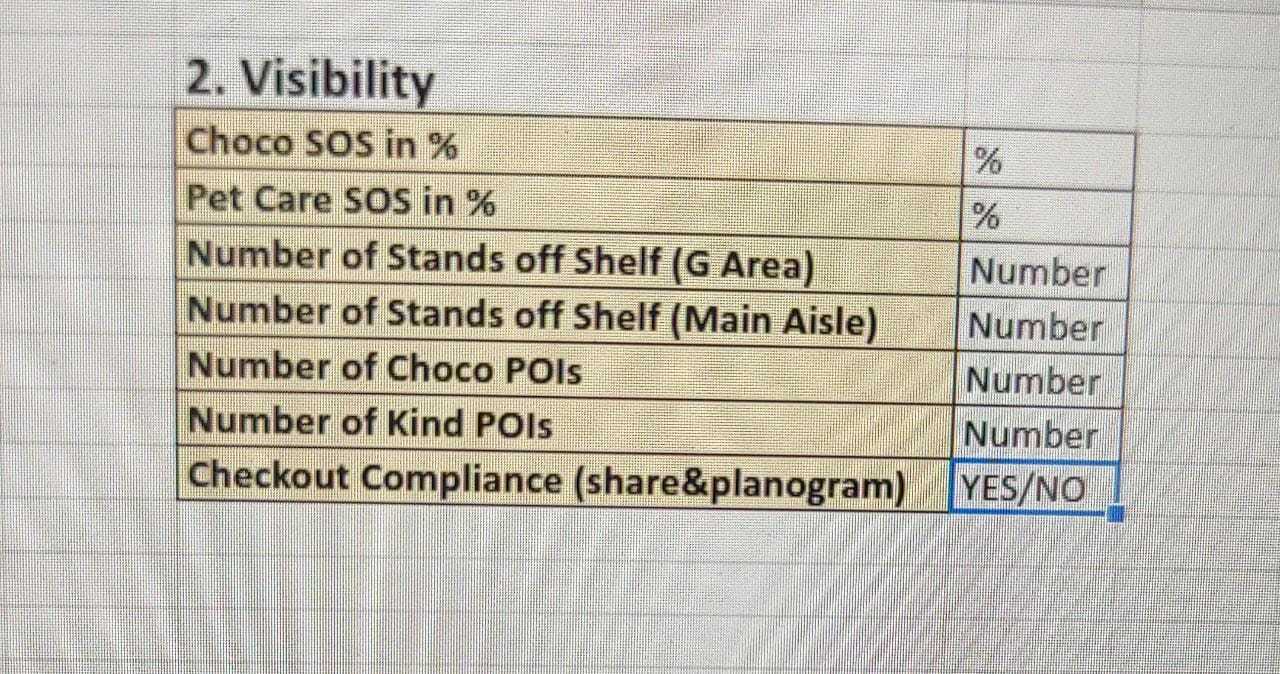 2. Visibility
Choco SOS in % %
Pet Care SOS in % %
Number of Stands off Shelf (G Area) Number
Number of Stands off Shelf (Main Aisle) Number
Number of Choco POIs Number
Number of Kind POIs Number
Checkout Compliance (share&planogram) YES/NO